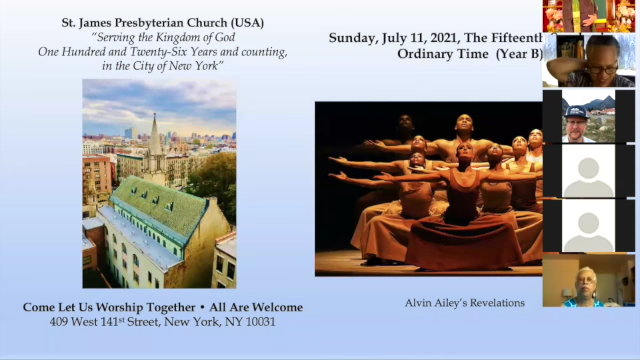 St. James Presbyterian Church (USA)
“Serving the Kingdom of God
One Hundred and Twenty-Six Years and counting,
in the City of New York”
Come Let Us Worship Together • All Are Welcome
409 West 141st Street, New York, NY 10031
Sunday, July 11, 2021, The Fifteenth
Ordinary Time (Year B)
Alvin Ailey’s Revelations